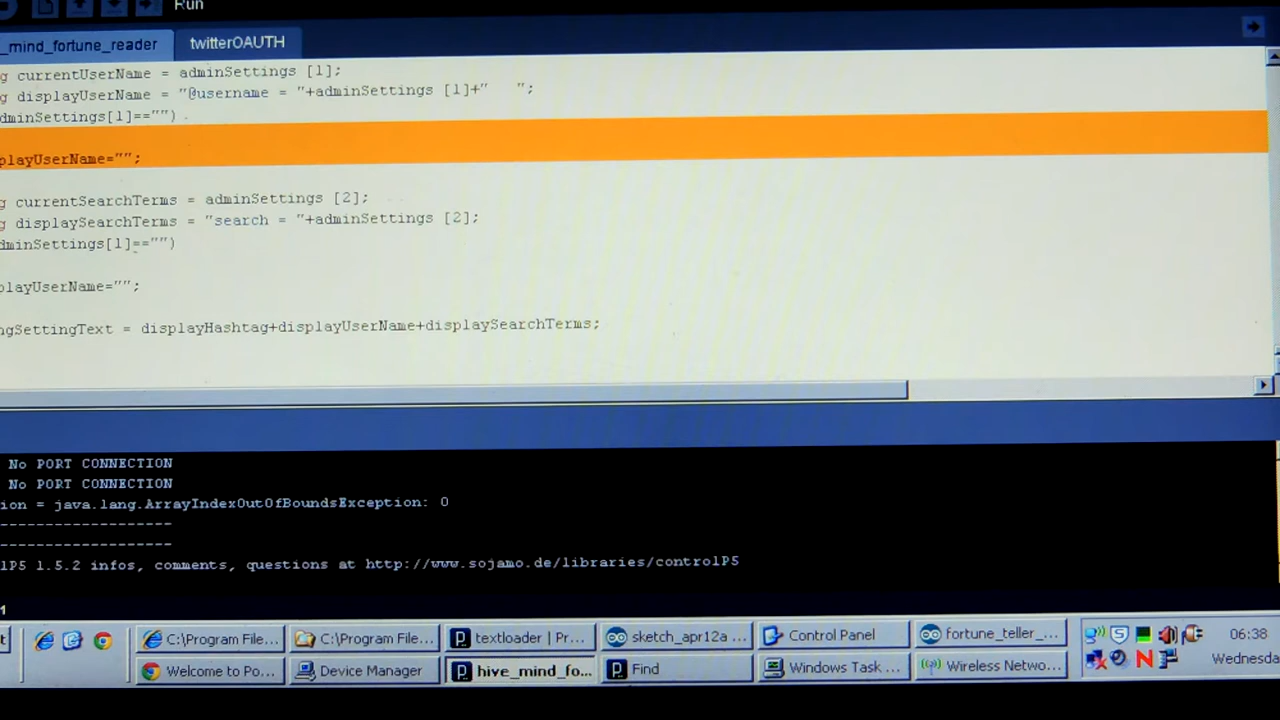 Run
_mind_fortune_reader
twitterOAUTH
g currentUserName = adminSettings [1];
g displayUserName = "@username = "+adminSettings [1]+"   ";
dminSettings[1]=="")
playUserName="";
g currentSearchTerms = adminSettings [2];
g displaySearchTerms = "search = "+adminSettings [2];
dminSettings[1]=="")
playUserName="";
ngSettingText = displayHashtag+displayUserName+displaySearchTerms;
No PORT CONNECTION
No PORT CONNECTION
ion = java.lang.ArrayIndexOutOfBoundsException: 0
-------------------
-------------------
lP5 1.5.2 infos, comments, questions at http://www.sojamo.de/libraries/controlP5
1
t
C:\Program File...
C:\Program File...
textloader | Pr...
sketch_apr12a ...
Control Panel
fortune_teller_...
06:38
Welcome to Po...
Device Manager
hive_mind_fo...
Find
Windows Task ...
Wireless Netwo...
Wednesda